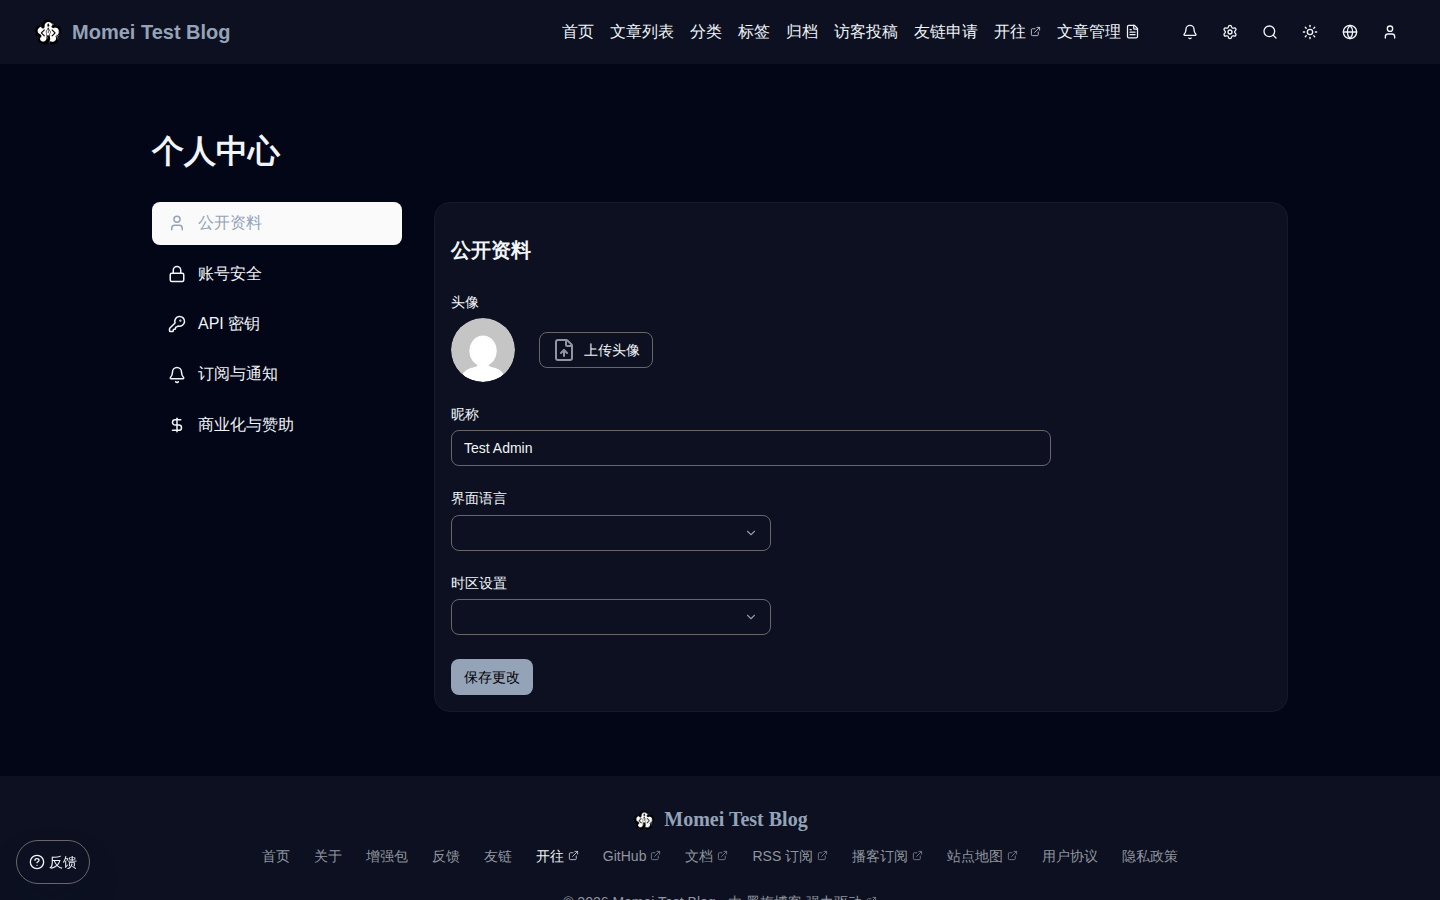 Momei Test Blog 首页 文章列表 分类 标签 归档 访客投稿 友链申请 开往 文章管理
个人中心
公开资料
账号安全
API 密钥
订阅与通知
商业化与赞助
公开资料
头像
上传头像
昵称
Test Admin
界面语言
时区设置
保存更改
Momei Test Blog
首页 关于 增强包 反馈 友链 开往 GitHub 文档 RSS 订阅 播客订阅 站点地图 用户协议 隐私政策
反馈
© 2026 Momei Test Blog